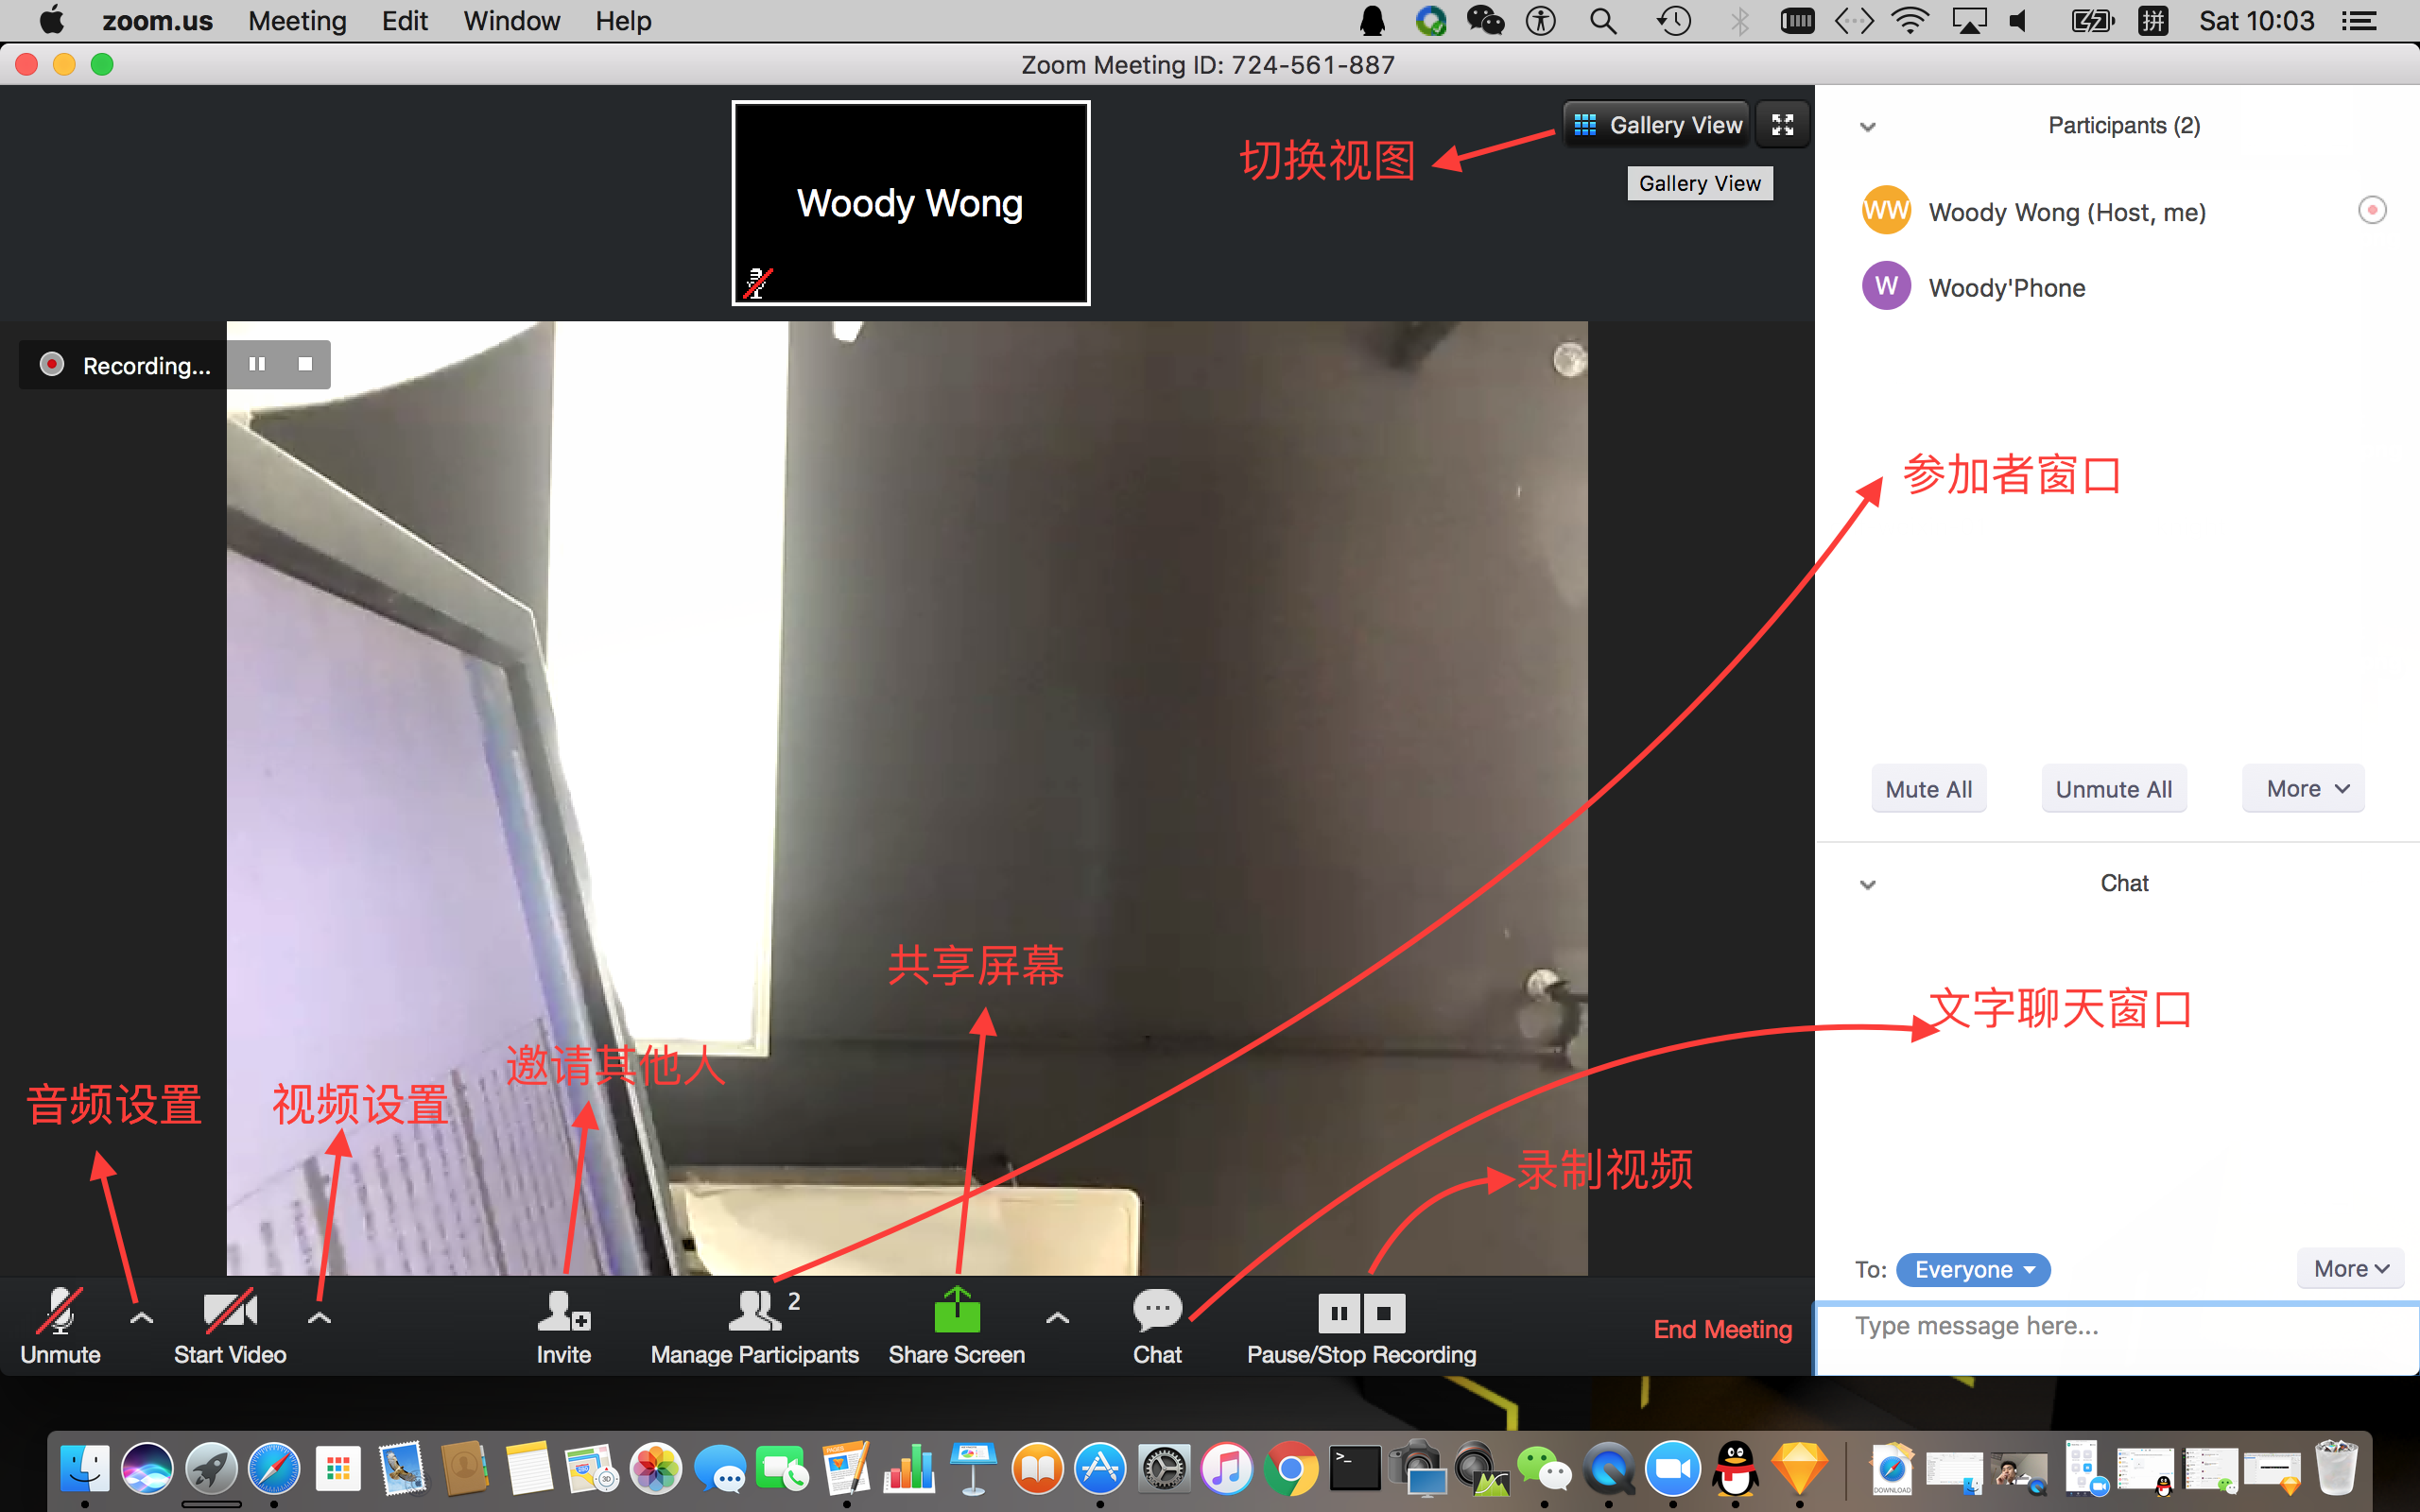 zoom.us Meeting Edit Window Help
拼 Sat 10:03
Zoom Meeting ID: 724-561-887
Woody Wong
切换视图
Gallery View
Gallery View
Participants (2)
WW Woody Wong (Host, me)
W Woody'Phone
Recording...
参加者窗口
Mute All Unmute All More
Chat
共享屏幕
文字聊天窗口
邀请其他人
音频设置
视频设置
录制视频
To: Everyone More
Type message here...
Unmute
Start Video
Invite
2
Manage Participants
Share Screen
Chat
Pause/Stop Recording
End Meeting
PAGES
3D
>_
DOWNLOAD